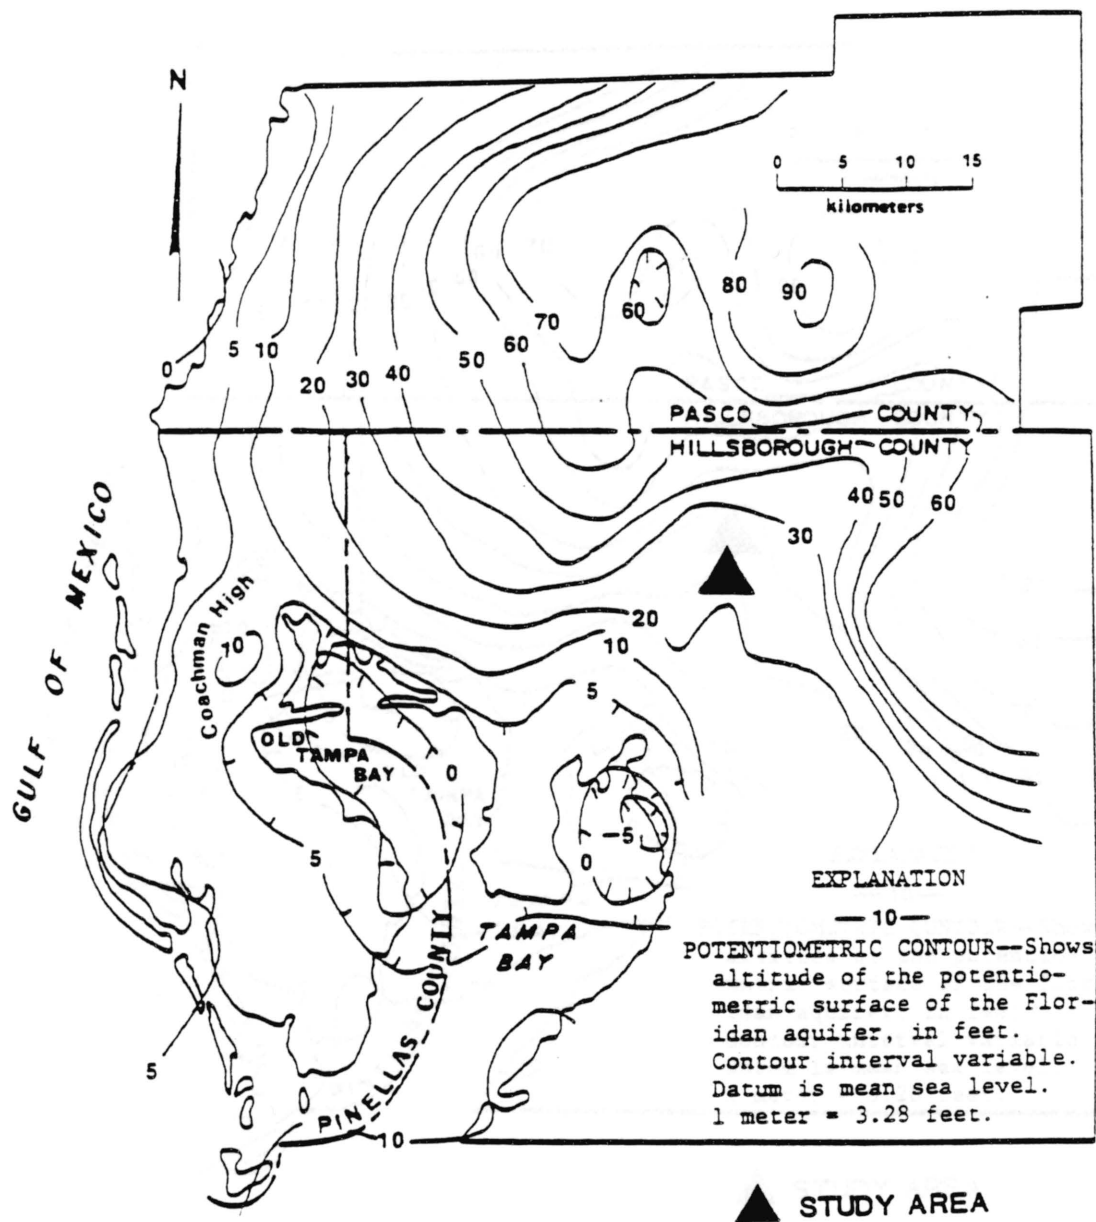 N
0 5 10 15
kilometers
0
5
10
20
30
40
50
60
70
60
80
90
PASCO COUNTY
HILLSBOROUGH COUNTY
40
50
60
30
20
10
5
GULF OF MEXICO
Coachman High
10
OLD
TAMPA
BAY
0
5
-5
0
TAMPA
BAY
PINELLAS COUNTY
5
10
EXPLANATION
—10—
POTENTIOMETRIC CONTOUR--Shows
altitude of the potentio-
metric surface of the Flor-
idan aquifer, in feet.
Contour interval variable.
Datum is mean sea level.
1 meter = 3.28 feet.
STUDY AREA